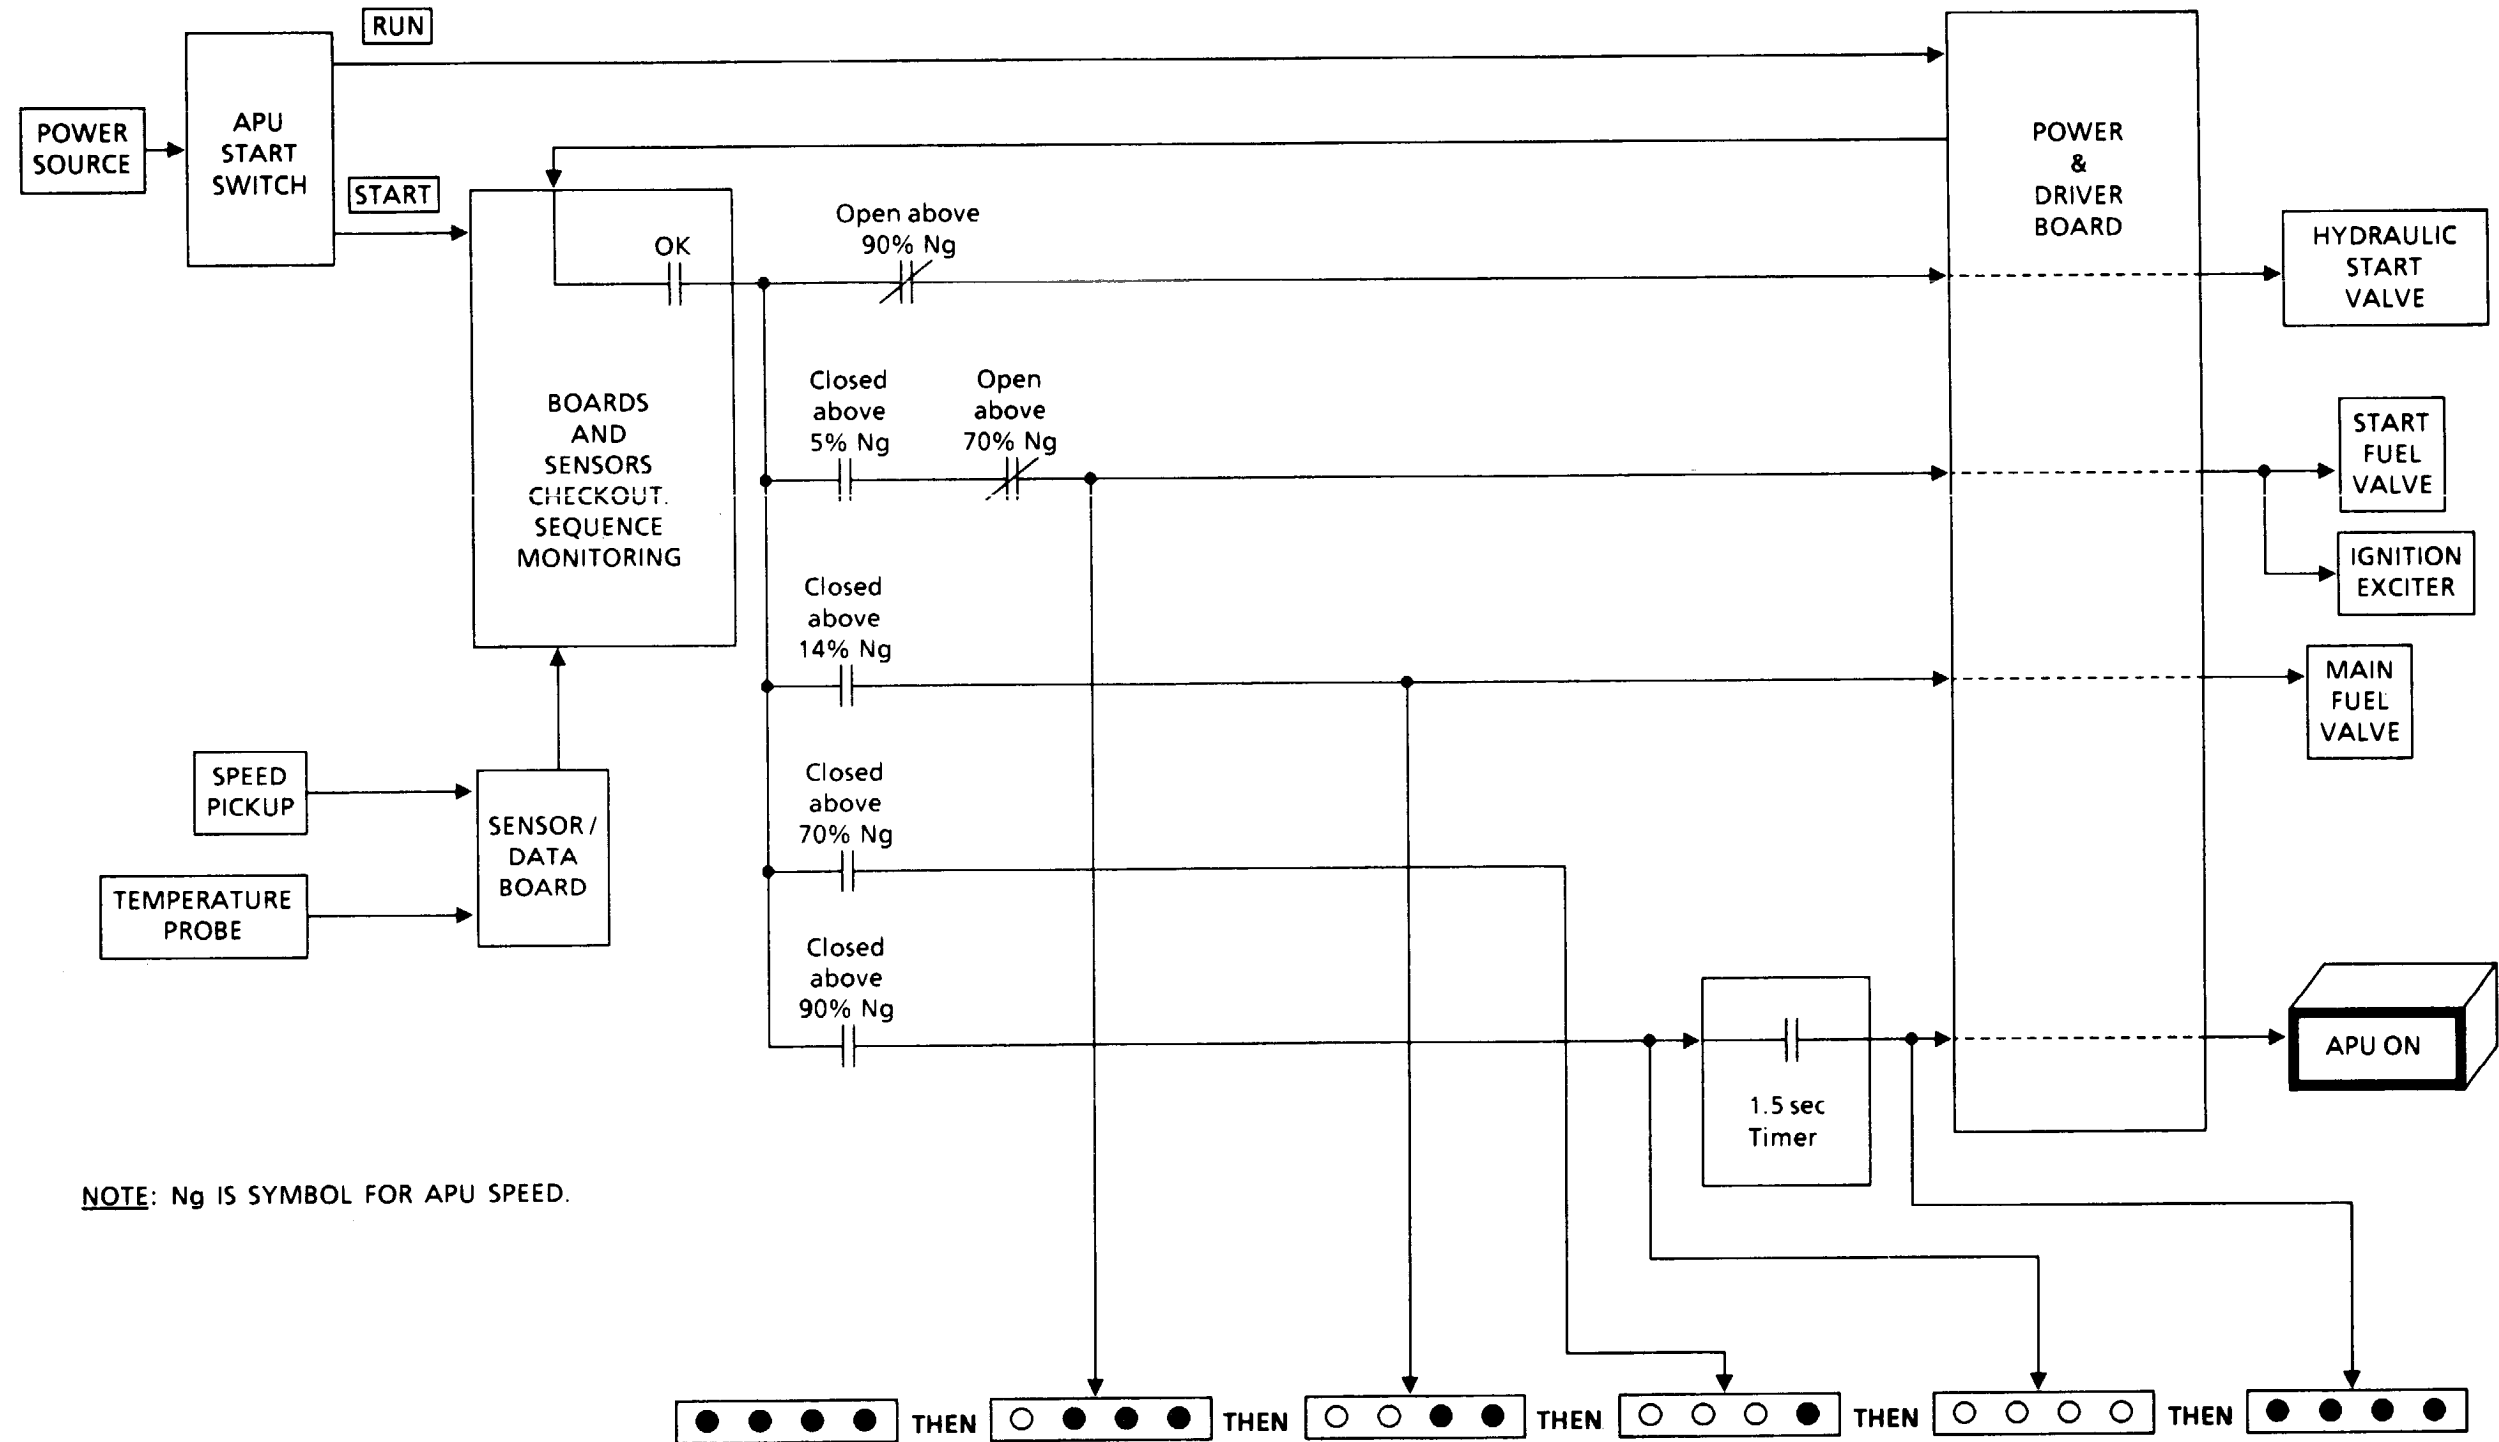 RUN
POWER
SOURCE
APU
START
SWITCH
START
POWER
&
DRIVER
BOARD
OK
Open above
90% Ng
HYDRAULIC
START
VALVE
BOARDS
AND
SENSORS
CHECKOUT.
SEQUENCE
MONITORING
Closed
above
5% Ng
Open
above
70% Ng
START
FUEL
VALVE
IGNITION
EXCITER
Closed
above
14% Ng
MAIN
FUEL
VALVE
SPEED
PICKUP
TEMPERATURE
PROBE
SENSOR/
DATA
BOARD
Closed
above
70% Ng
Closed
above
90% Ng
1.5 sec
Timer
APU ON
NOTE: Ng IS SYMBOL FOR APU SPEED.
THEN THEN THEN THEN THEN